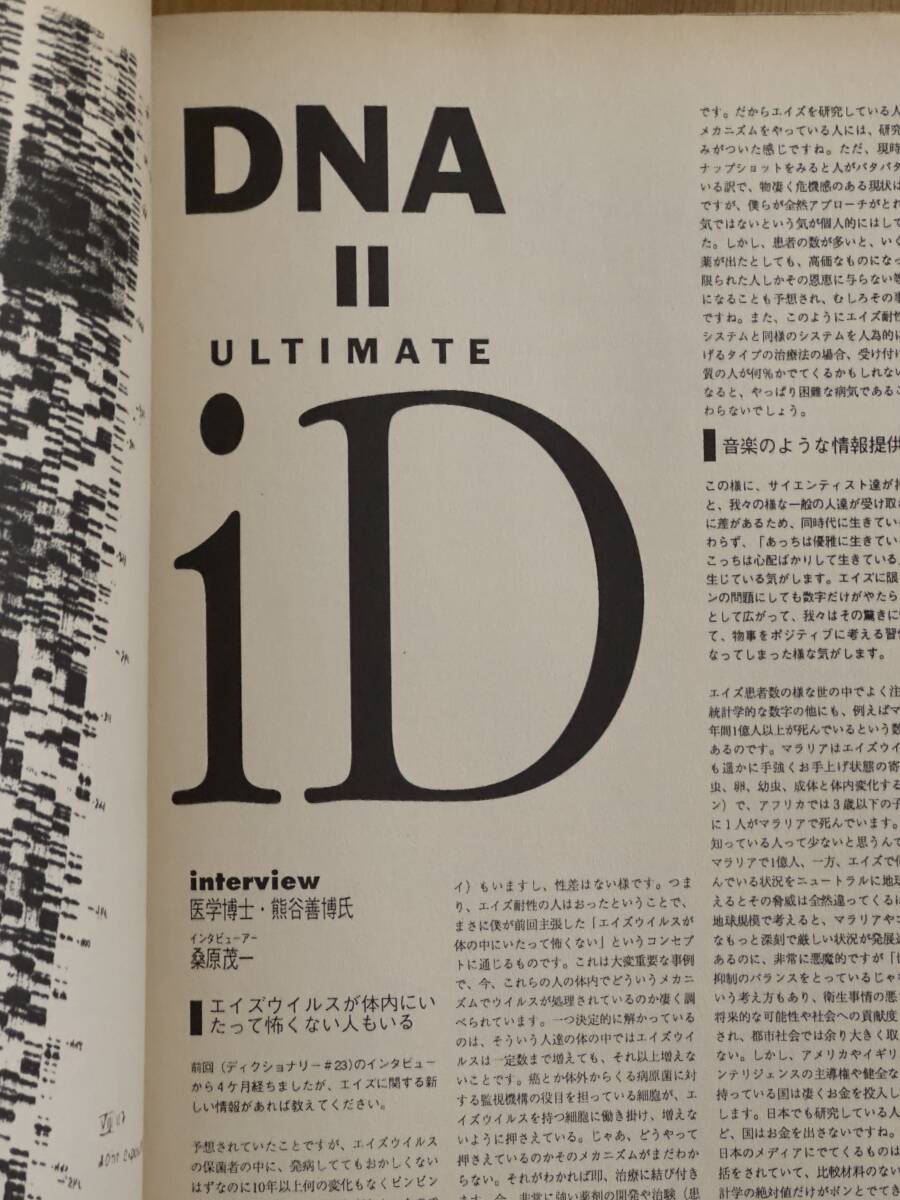 DNA
II
ULTIMATE
iD
interview
医学博士・熊谷善博氏
インタビューアー
桑原茂一
エイズウイルスが体内にい
たって怖くない人もいる
前回（ディクショナリー＃23）のインタビュー
から4ケ月経ちましたが、エイズに関する新
しい情報があれば教えてください。
予想されていたことですが、エイズウイルス
の保菌者の中に、発病しててもおかしくない
はずなのに10年以上何の変化もなくピンピン
イ）もいますし、性差はない様です。つま
り、エイズ耐性の人はおったということで、
まさに僕が前回主張した「エイズウイルスが
体の中にいたって怖くない」というコンセプ
トに通じるものです。これは大変重要な事例
で、今、これらの人の体内でどういうメカニ
ズムでウイルスが処理されているのか凄く調
べられています。一つ決定的に解かっている
のは、そういう人達の体の中ではエイズウイ
ルスは一定数まで増えても、それ以上増えな
いことです。癌とか体外からくる病原菌に対
する監視機構の役目を担っている細胞が、エ
イズウイルスを持つ細胞に働き掛け、増えな
いように押さえている。じゃあ、どうやって
押さえているのかそのメカニズムがまだわか
らない。それがわかれば即、治療に結び付き
ます。今、非常に強い薬剤の開発や治験（患
です。だからエイズを研究している人
メカニズムをやっている人には、研究
みがついた感じですね。ただ、現時
ナップショットをみると人がバタバタ
いる訳で、物凄く危機感のある現状は
ですが、僕らが全然アプローチがとれ
気ではないという気が個人的にはして
た。しかし、患者の数が多いと、いく
薬が出たとしても、高価なものになっ
限られた人しかその恩恵に与らない等
になることも予想され、むしろその事
ですね。また、このようにエイズ耐性
システムと同様のシステムを人為的に
げるタイプの治療法の場合、受け付け
質の人が何％かでてくるかもしれない
なると、やっぱり困難な病気であるこ
わらないでしょう。
音楽のような情報提供
この様に、サイエンティスト達が持
と、我々の様な一般の人達が受け取
に差があるため、同時代に生きてい
わらず、「あっちは優雅に生きてい
こっちは心配ばかりして生きている」
生じている気がします。エイズに限
ンの問題にしても数字だけがやたら
として広がって、我々はその驚きに
て、物事をポジティブに考える習
なってしまった様な気がします。
エイズ患者数の様な世の中でよく注
統計学的な数字の他にも、例えばマ
年間1億人以上が死んでいるという数
あるのです。マラリアはエイズウイ
も遥かに手強くお手上げ状態の寄
虫、卵、幼虫、成体と体内変化する
ン）で、アフリカでは3歳以下の子
に1人がマラリアで死んでいます。
知っている人って少ないと思うんで
マラリアで1億人、一方、エイズで何
んでいる状況をニュートラルに地球
えるとその脅威は全然違ってくるは
地球規模で考えると、マラリアやコ
なもっと深刻で厳しい状況が発展途
あるのに、非常に悪魔的ですが「
抑制のバランスをとっているじゃ
いう考え方もあり、衛生事情の悪
将来的な可能性や社会への貢献度
され、都市社会では余り大きく取
ない。しかし、アメリカやイギリ
ンテリジェンスの主導権や健全な
持っている国は凄くお金を投入し
します。日本でも研究している人
ど、国はお金を出さないですね。
日本のメディアにでてくるものは
括をされていて、比較材料のない
計学の絶対値だけがポンとでてき